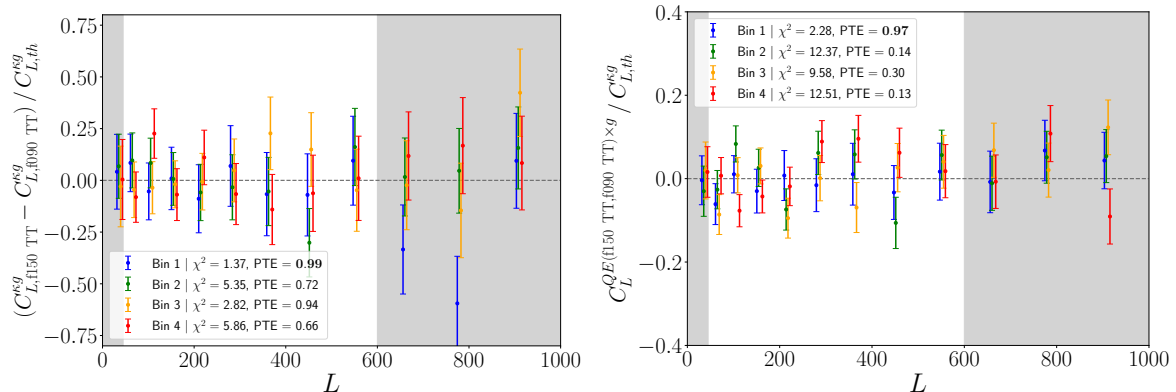 0.75
0.50
0.25
0.00
−0.25
−0.50
−0.75
(C^{κg}_{L,f150 TT} − C^{κg}_{L,f090 TT}) / C^{κg}_{L,th}
Bin 1 | χ² = 1.37, PTE = 0.99
Bin 2 | χ² = 5.35, PTE = 0.72
Bin 3 | χ² = 2.82, PTE = 0.94
Bin 4 | χ² = 5.86, PTE = 0.66
0 200 400 600 800 1000
L
0.4
0.2
0.0
−0.2
−0.4
C_L^{QE(f150 TT,f090 TT)×g} / C^{κg}_{L,th}
Bin 1 | χ² = 2.28, PTE = 0.97
Bin 2 | χ² = 12.37, PTE = 0.14
Bin 3 | χ² = 9.58, PTE = 0.30
Bin 4 | χ² = 12.51, PTE = 0.13
0 200 400 600 800 1000
L